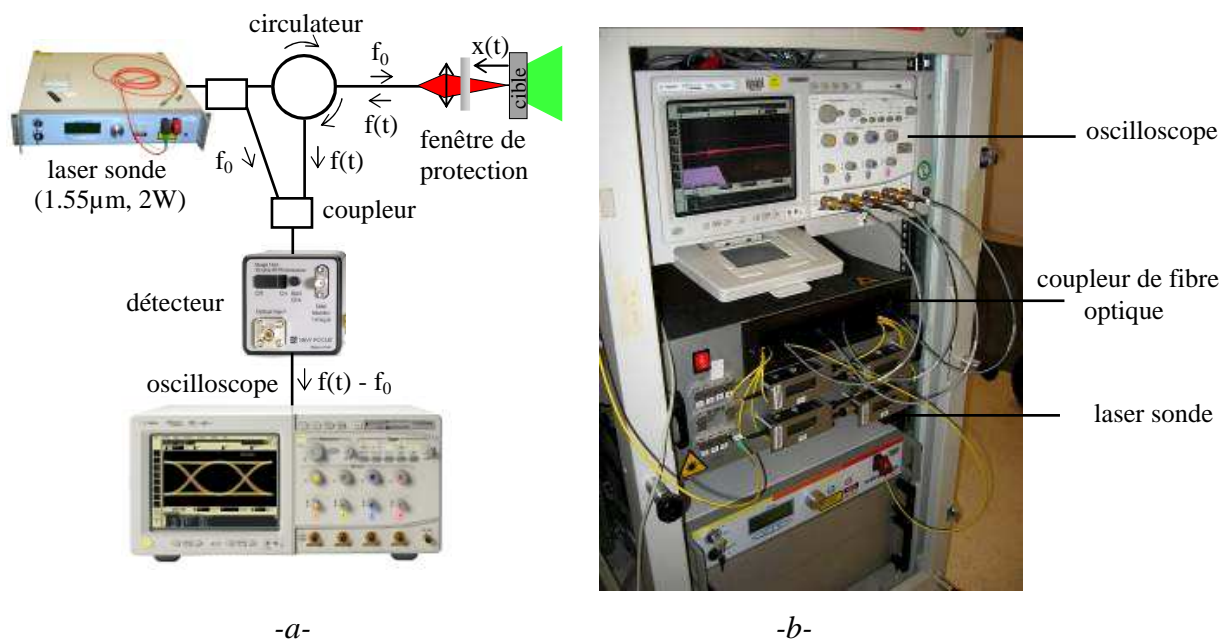 circulateur
f₀
x(t)
cible
f(t)
fenêtre de
protection
laser sonde
(1.55µm, 2W)
f₀
f(t)
coupleur
détecteur
oscilloscope
f(t) - f₀
-a-
oscilloscope
coupleur de fibre
optique
laser sonde
-b-